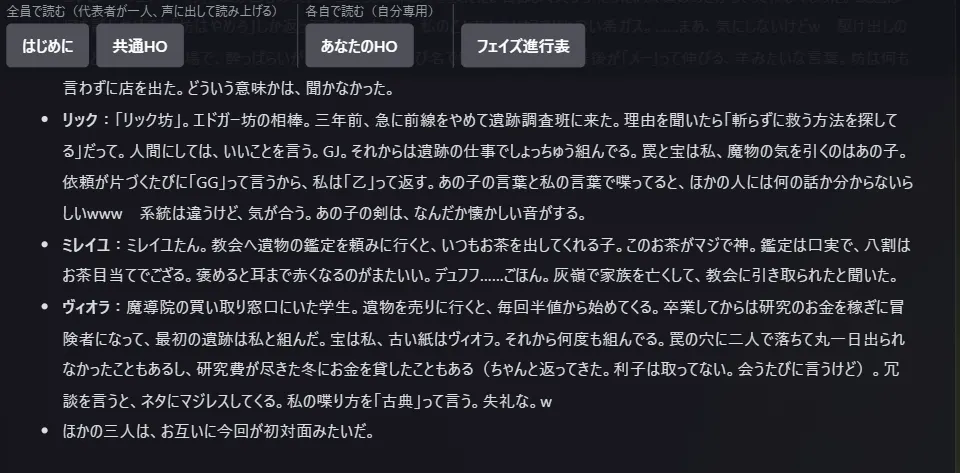 全員で読む（代表者が一人、声に出して読み上げる）
各自で読む（自分専用）
はじめに
共通HO
あなたのHO
フェイズ進行表
言わずに店を出た。どういう意味かは、聞かなかった。
• リック：「リック坊」。エドガー坊の相棒。三年前、急に前線をやめて遺跡調査班に来た。理由を聞いたら「斬らずに救う方法を探して
る」だって。人間にしては、いいことを言う。GJ。それからは遺跡の仕事でしょっちゅう組んでる。罠と宝は私、魔物の気を引くのはあの子。
依頼が片づくたびに「GG」って言うから、私は「乙」って返す。あの子の言葉と私の言葉で喋ってると、ほかの人には何の話か分からないら
しいwww　系統は違うけど、気が合う。あの子の剣は、なんだか懐かしい音がする。
• ミレイユ：ミレイユたん。教会へ遺物の鑑定を頼みに行くと、いつもお茶を出してくれる子。このお茶がマジで神。鑑定は口実で、八割は
お茶目当てでござる。褒めると耳まで赤くなるのがまたいい。デュフフ……ごほん。灰嶺で家族を亡くして、教会に引き取られたと聞いた。
• ヴィオラ：魔導院の買い取り窓口にいた学生。遺物を売りに行くと、毎回半値から始めてくる。卒業してからは研究のお金を稼ぎに冒
険者になって、最初の遺跡は私と組んだ。宝は私、古い紙はヴィオラ。それから何度も組んでる。罠の穴に二人で落ちて丸一日出られ
なかったこともあるし、研究費が尽きた冬にお金を貸したこともある（ちゃんと返ってきた。利子は取ってない。会うたびに言うけど）。冗
談を言うと、ネタにマジレスしてくる。私の喋り方を「古典」って言う。失礼な。w
• ほかの三人は、お互いに今回が初対面みたいだ。